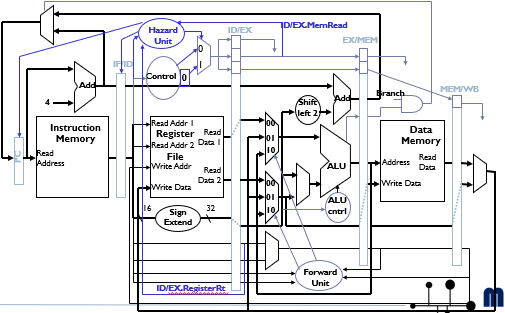 ID/EX.MemRead
ID/EX
EX/MEM
MEM/WB
IF/ID
PC
Hazard
Unit
0
1
Control
0
Add
4
Branch
Shift
left 2
Add
Instruction
Memory
Read
Address
Read Addr 1
Register
Read
Data 1
Read Addr 2
File
Write Addr
Read
Data 2
Write Data
00
01
10
00
01
10
ALU
ALU
cntrl
Data
Memory
Address
Read
Data
Write Data
16
Sign
Extend
32
Forward
Unit
ID/EX.RegisterRt
m